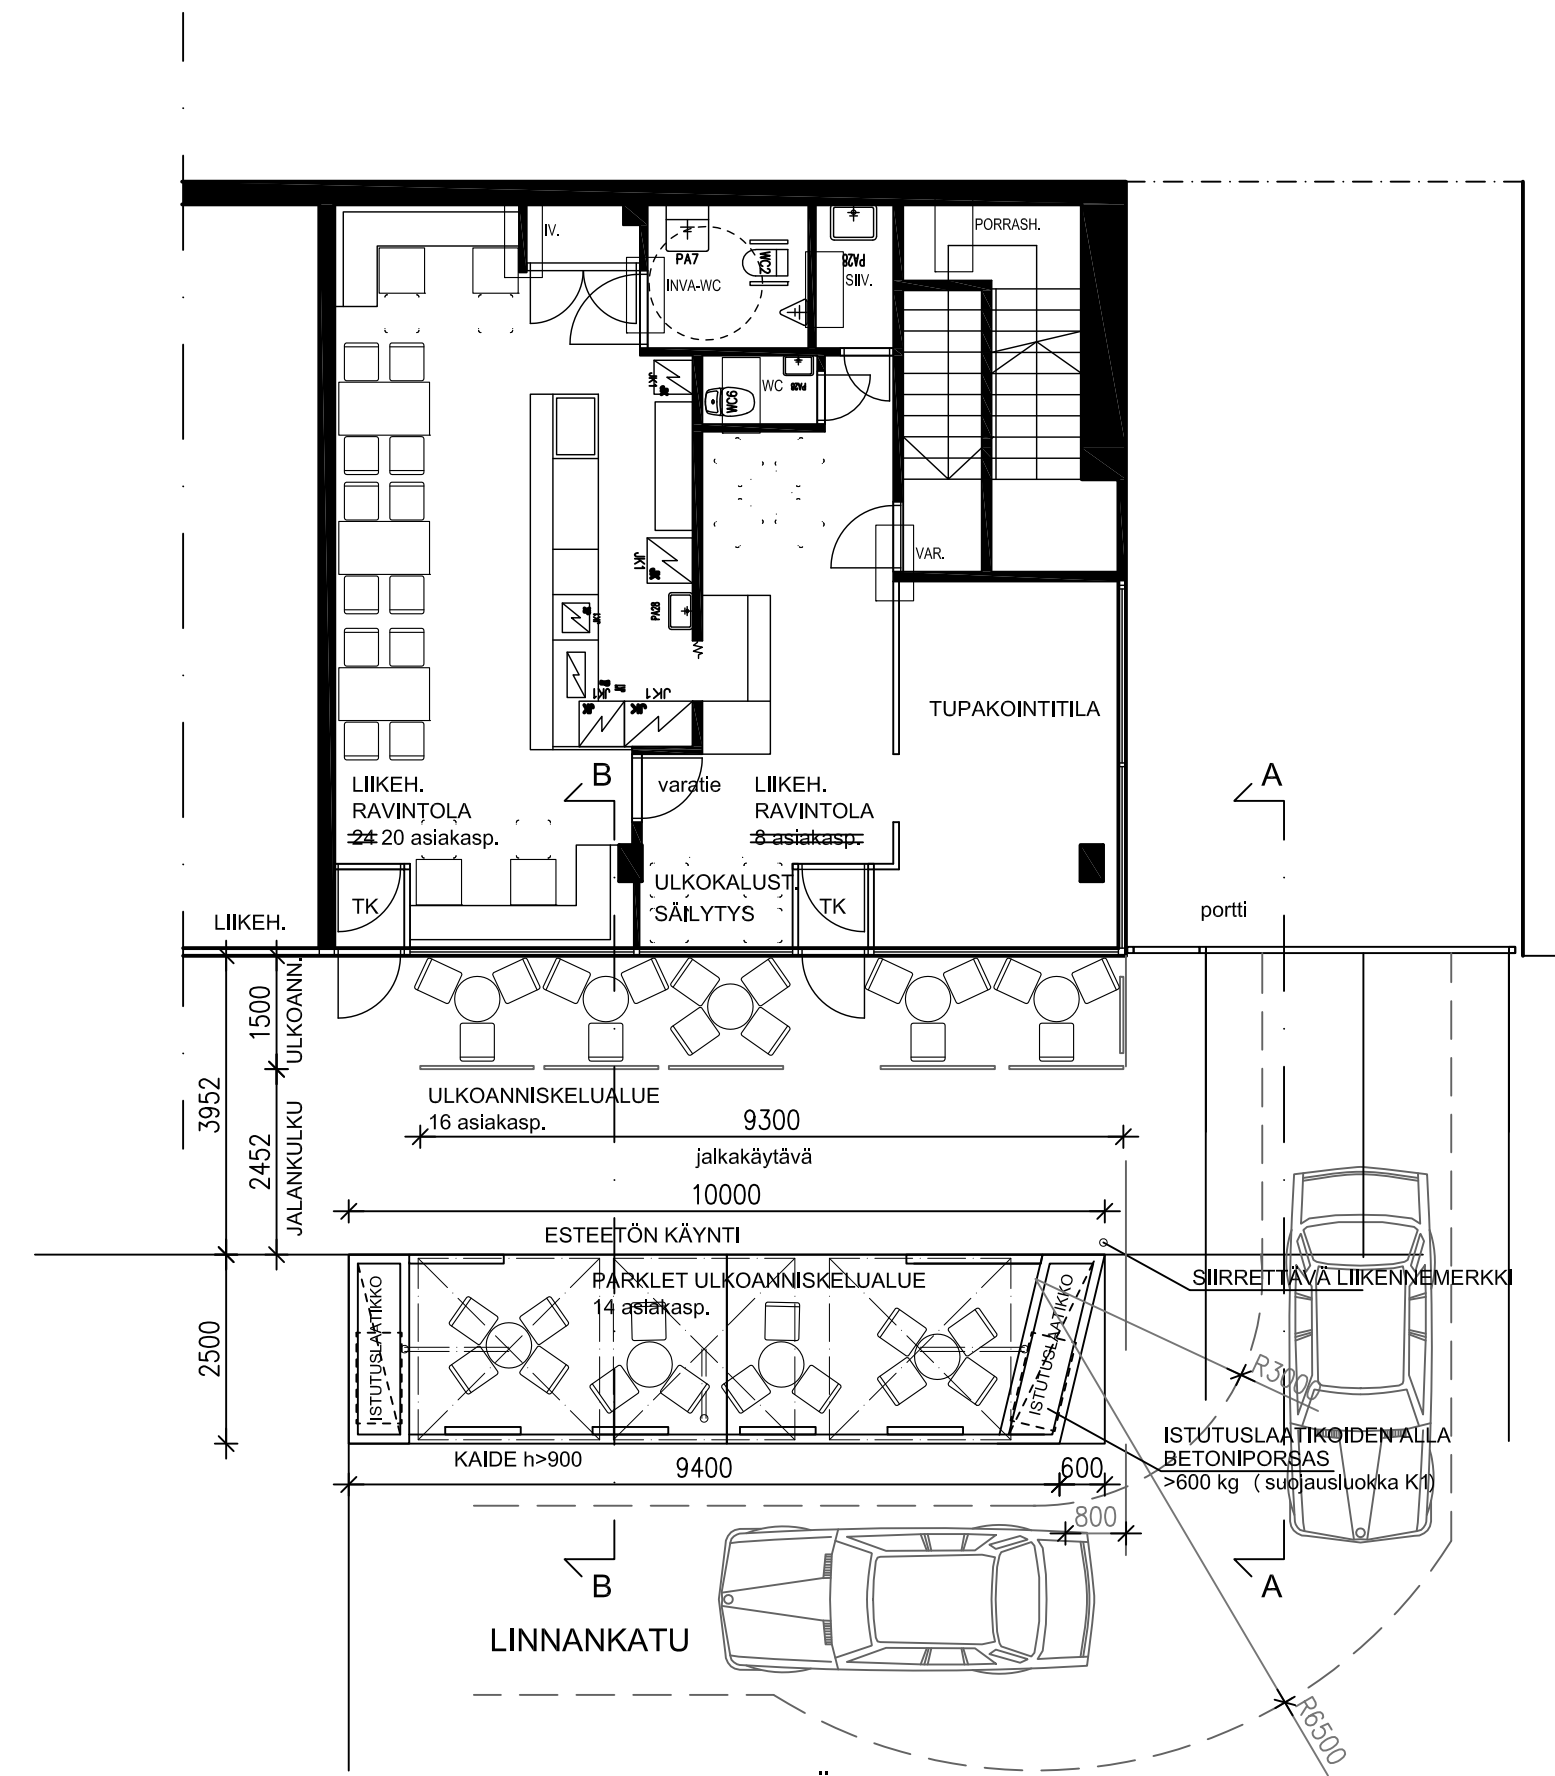 IV.
PA7
WC2
INVA-WC
PA28
SIIV.
PORRASH.
JK1
WC6
WC
PA28
JK1
PA28
VAR.
JK1
JK1
TUPAKOINTITILA
LIIKEH.
RAVINTOLA
24 20 asiakasp.
B
varatie
LIIKEH.
RAVINTOLA
8 asiakasp.
A
ULKOKALUST.
SÄILYTYS
TK
TK
LIIKEH.
portti
1500
ULKOANN.
3952
2452
JALANKULKU
ULKOANNISKELUALUE
16 asiakasp.
9300
jalkakäytävä
10000
ESTEETÖN KÄYNTI
PARKLET ULKOANNISKELUALUE
14 asiakasp.
ISTUTUSLAATIKKO
ISTUTUSLAATIKKO
SIIRRETTÄVÄ LIIKENNEMERKKI
2500
R3000
KAIDE h>900
9400
600
ISTUTUSLAATIKOIDEN ALLA
BETONIPORSAS
>600 kg (suojausluokka K1)
800
B
A
LINNANKATU
R6500